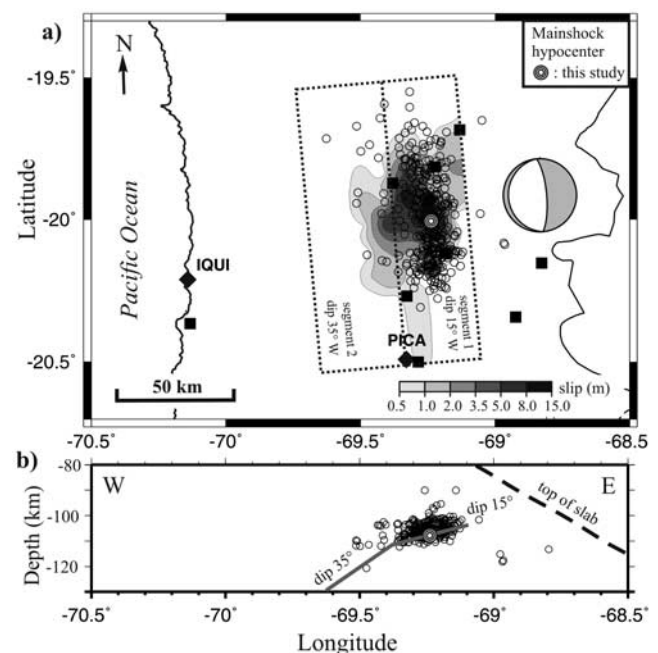 a)
N
Mainshock
hypocenter
: this study
-19.5
-20
-20.5
Latitude
Pacific Ocean
IQUI
PICA
segment 2
dip 35° W
segment 1
dip 15° W
50 km
slip (m)
0.5 1.0 2.0 3.5 5.0 8.0 15.0
-70.5 -70 -69.5 -69 -68.5
b)
W
E
-80
-100
-120
Depth (km)
dip 35°
dip 15°
top of slab
-70.5 -70 -69.5 -69 -68.5
Longitude